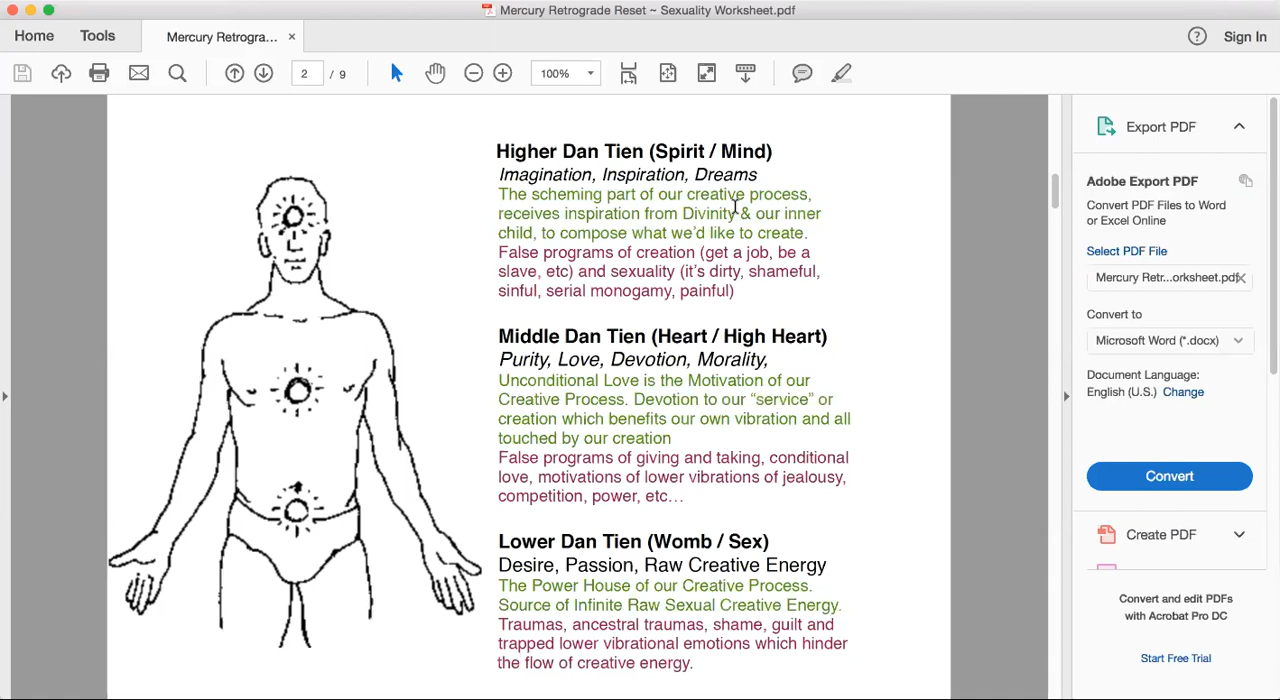 Mercury Retrograde Reset ~ Sexuality Worksheet.pdf
Home
Tools
Mercury Retrogra... ×
? Sign In
2 / 9
100%
Higher Dan Tien (Spirit / Mind)
Imagination, Inspiration, Dreams
The scheming part of our creative process,
receives inspiration from Divinity & our inner
child, to compose what we’d like to create.
False programs of creation (get a job, be a
slave, etc) and sexuality (it’s dirty, shameful,
sinful, serial monogamy, painful)
Middle Dan Tien (Heart / High Heart)
Purity, Love, Devotion, Morality,
Unconditional Love is the Motivation of our
Creative Process. Devotion to our “service” or
creation which benefits our own vibration and all
touched by our creation
False programs of giving and taking, conditional
love, motivations of lower vibrations of jealousy,
competition, power, etc…
Lower Dan Tien (Womb / Sex)
Desire, Passion, Raw Creative Energy
The Power House of our Creative Process.
Source of Infinite Raw Sexual Creative Energy.
Traumas, ancestral traumas, shame, guilt and
trapped lower vibrational emotions which hinder
the flow of creative energy.
Export PDF
Adobe Export PDF
Convert PDF Files to Word
or Excel Online
Select PDF File
Mercury Retr...orksheet.pdf
Convert to
Microsoft Word (*.docx)
Document Language:
English (U.S.) Change
Convert
Create PDF
Convert and edit PDFs
with Acrobat Pro DC
Start Free Trial